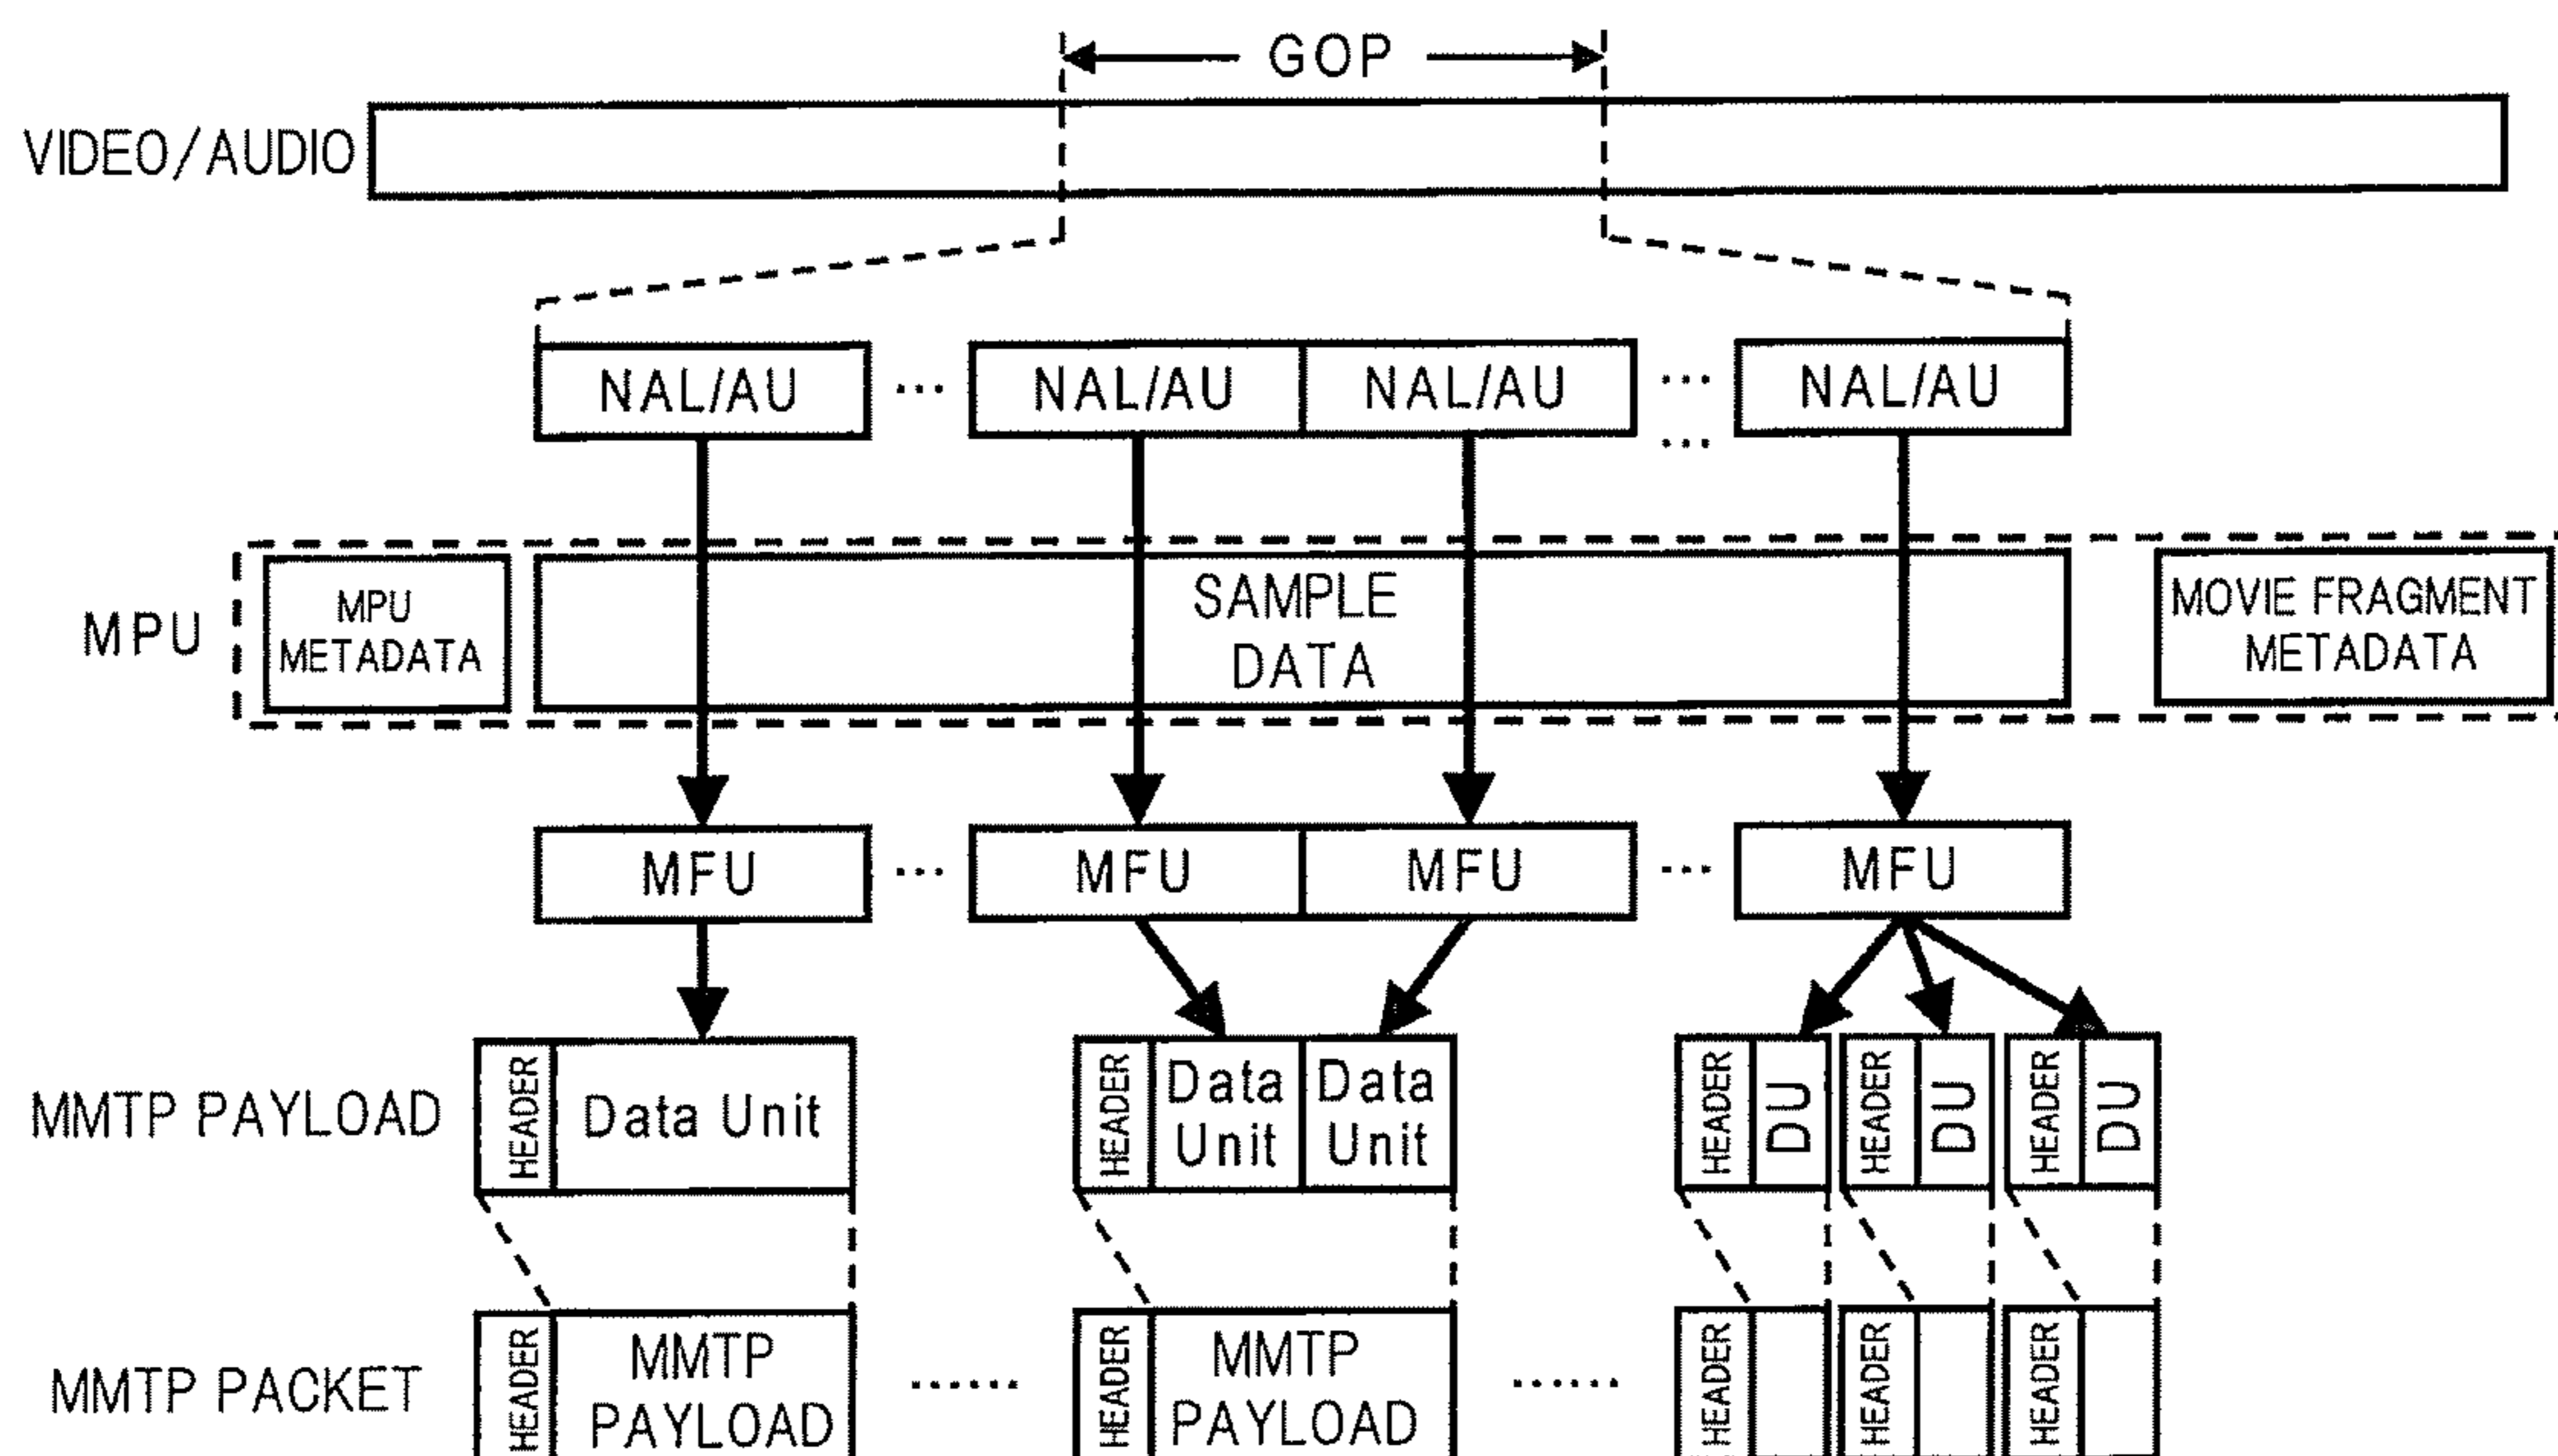 GOP
VIDEO/AUDIO
NAL/AU ... NAL/AU NAL/AU ... NAL/AU
...
MPU
MPU
METADATA
SAMPLE
DATA
MOVIE FRAGMENT
METADATA
MFU ... MFU MFU ... MFU
MMTP PAYLOAD
HEADER
Data Unit
HEADER
Data
Unit
Data
Unit
HEADER
DU
HEADER
DU
HEADER
DU
MMTP PACKET
HEADER
MMTP
PAYLOAD
......
HEADER
MMTP
PAYLOAD
......
HEADER
HEADER
HEADER